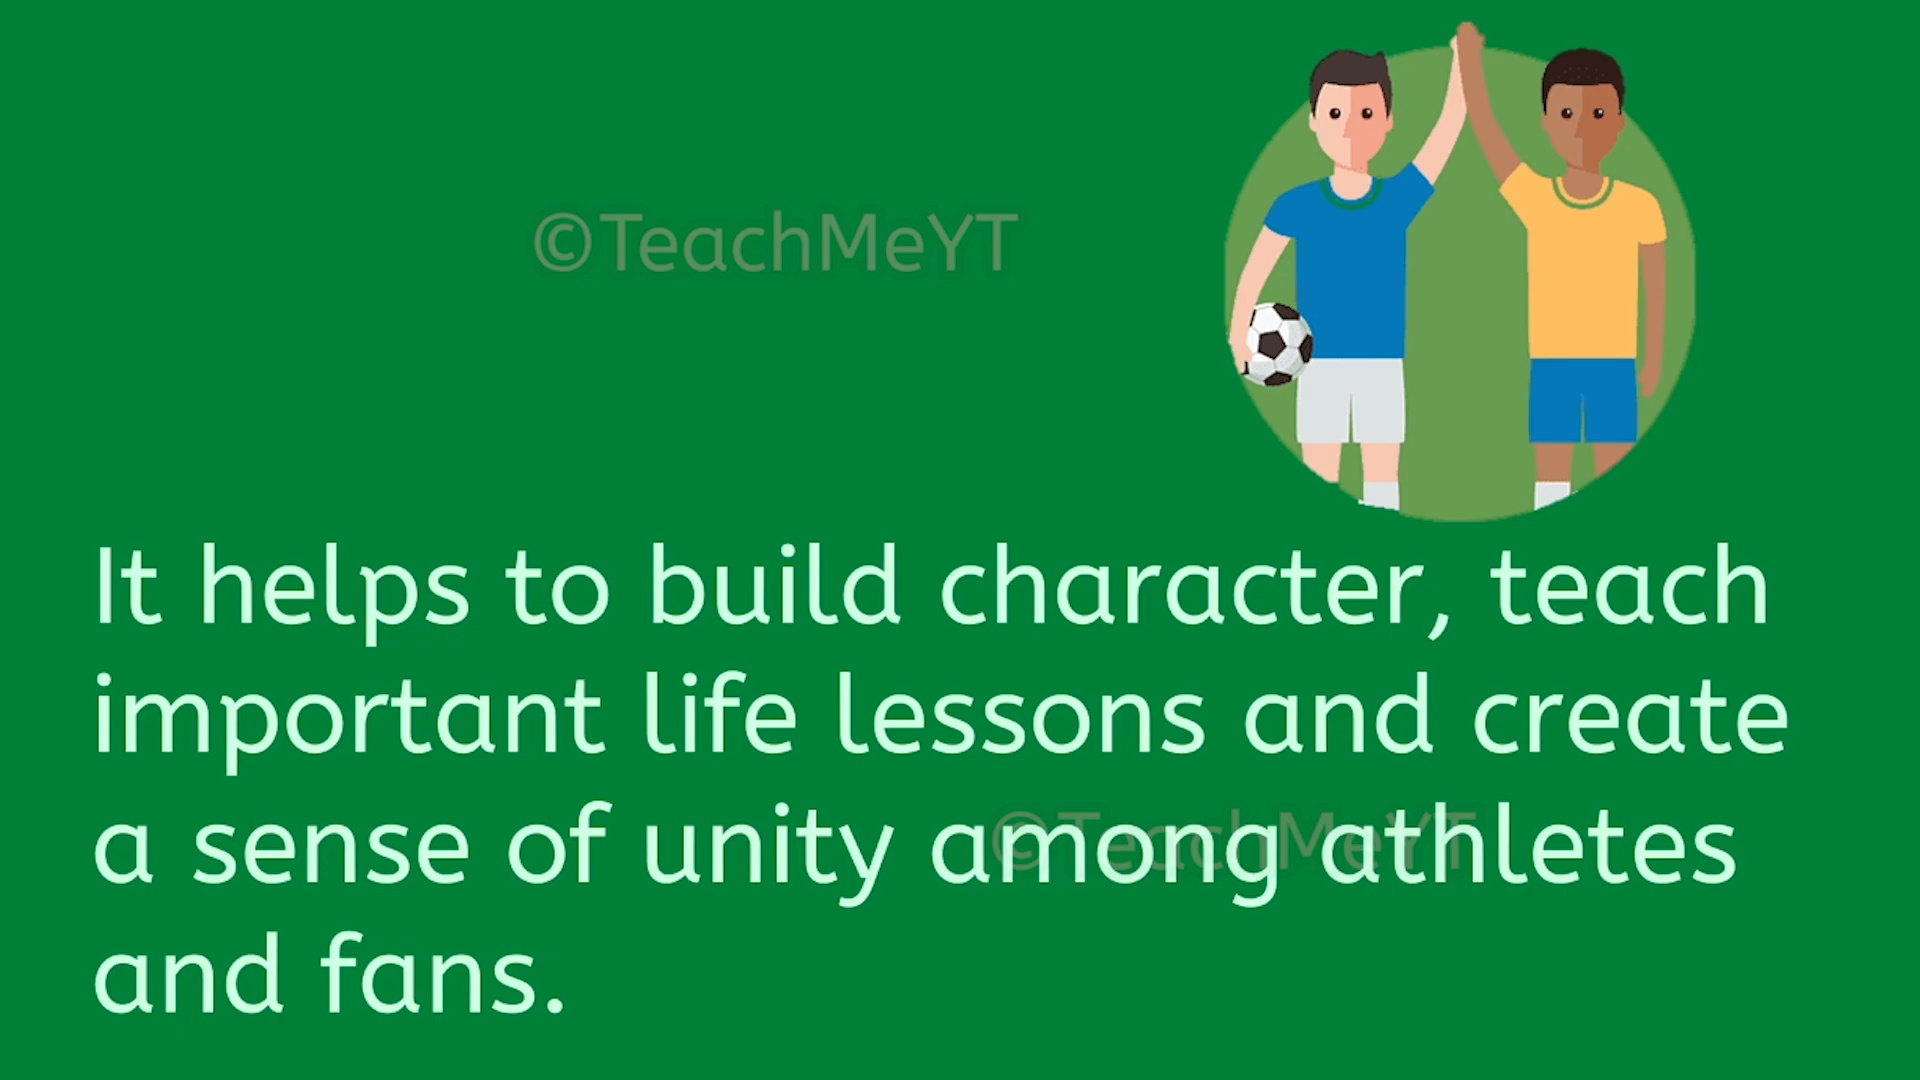 ©TeachMeYT
It helps to build character, teach
important life lessons and create
a sense of unity among athletes
©TeachMeYT
and fans.